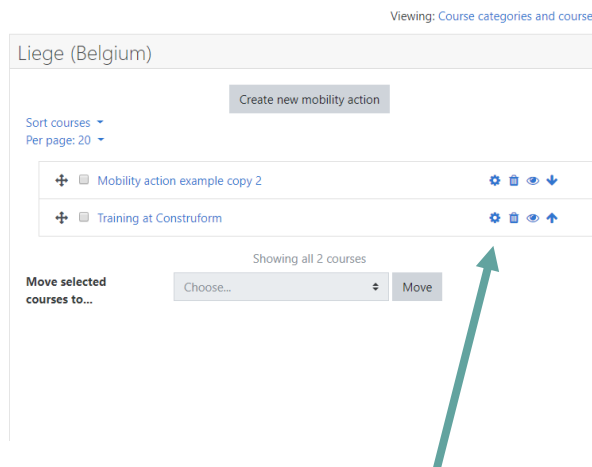 Viewing: Course categories and course
Liege (Belgium)
Create new mobility action
Sort courses
Per page: 20
Mobility action example copy 2
Training at Construform
Showing all 2 courses
Move selected courses to...
Choose...
Move